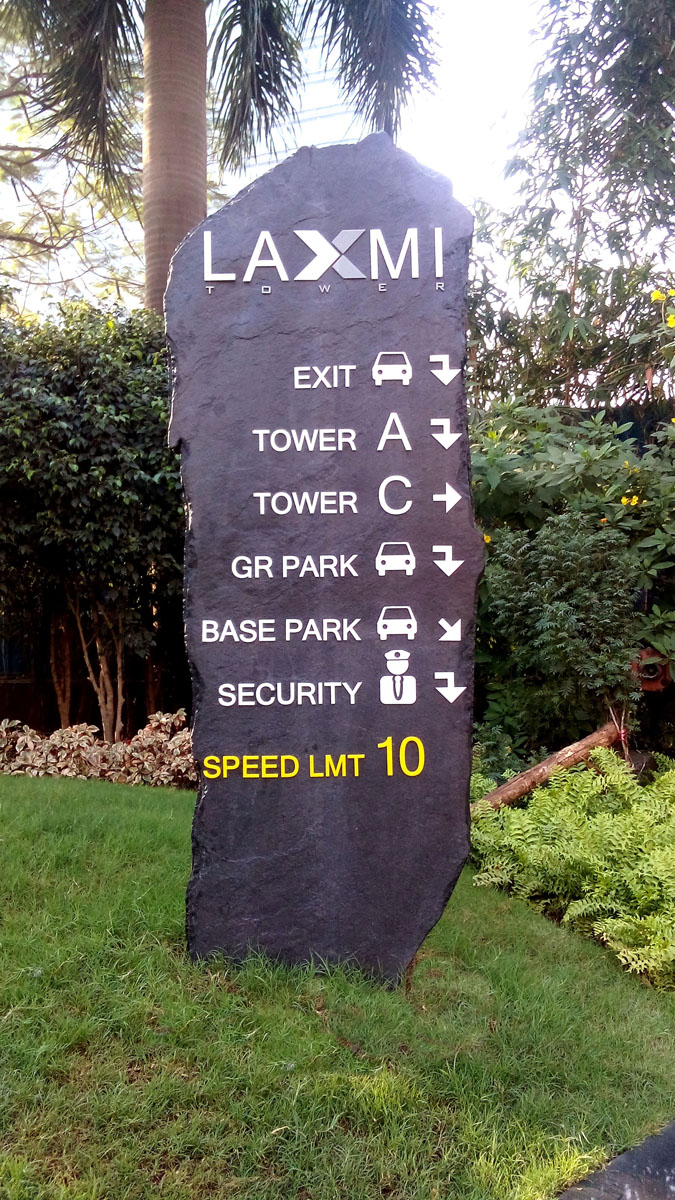 LAXMI
TOWER
EXIT
TOWER A
TOWER C
GR PARK
BASE PARK
SECURITY
SPEED LMT 10